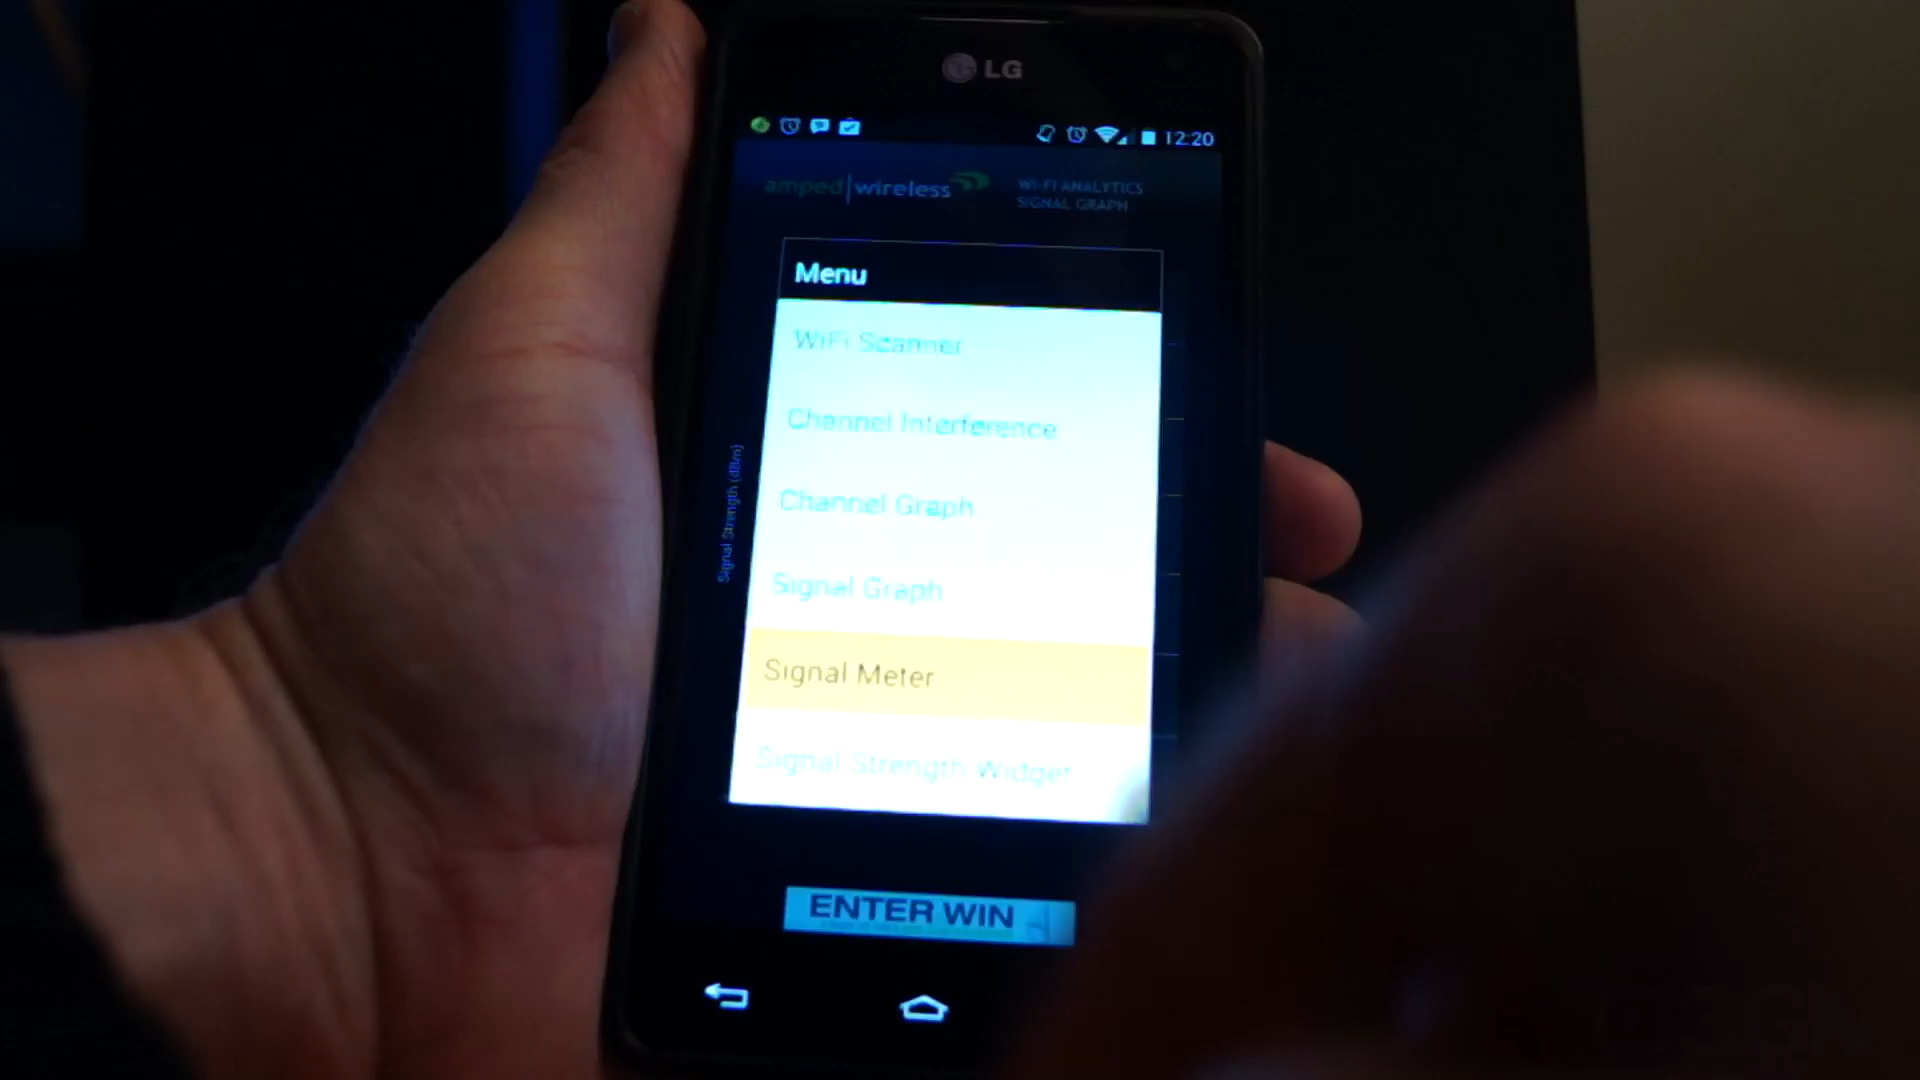 LG
12:20
amped wireless
WI-FI ANALYTICS
SIGNAL GRAPH
Menu
WiFi Scanner
Channel Interference
Channel Graph
Signal Strength (dBm)
Signal Graph
Signal Meter
Signal Strength Widget
ENTER WIN